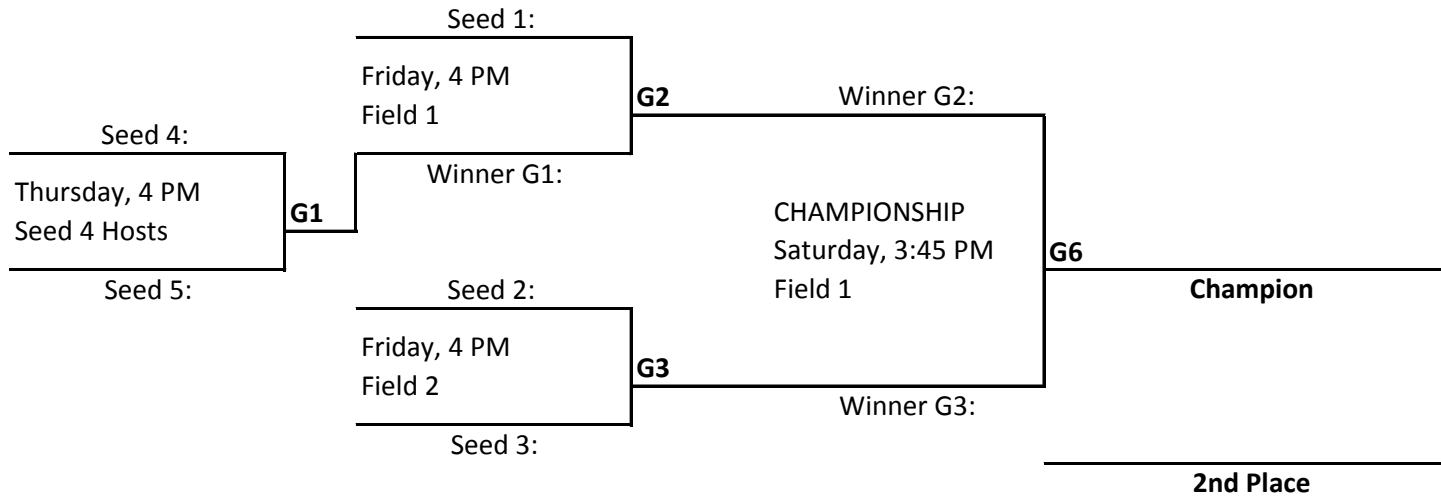 Seed 1:
Friday, 4 PM
Field 1
G2
Winner G2:
Seed 4:
Winner G1:
Thursday, 4 PM
Seed 4 Hosts
G1
CHAMPIONSHIP
Saturday, 3:45 PM
Field 1
G6
Seed 5:
Seed 2:
Champion
Friday, 4 PM
Field 2
G3
Winner G3:
Seed 3:
2nd Place